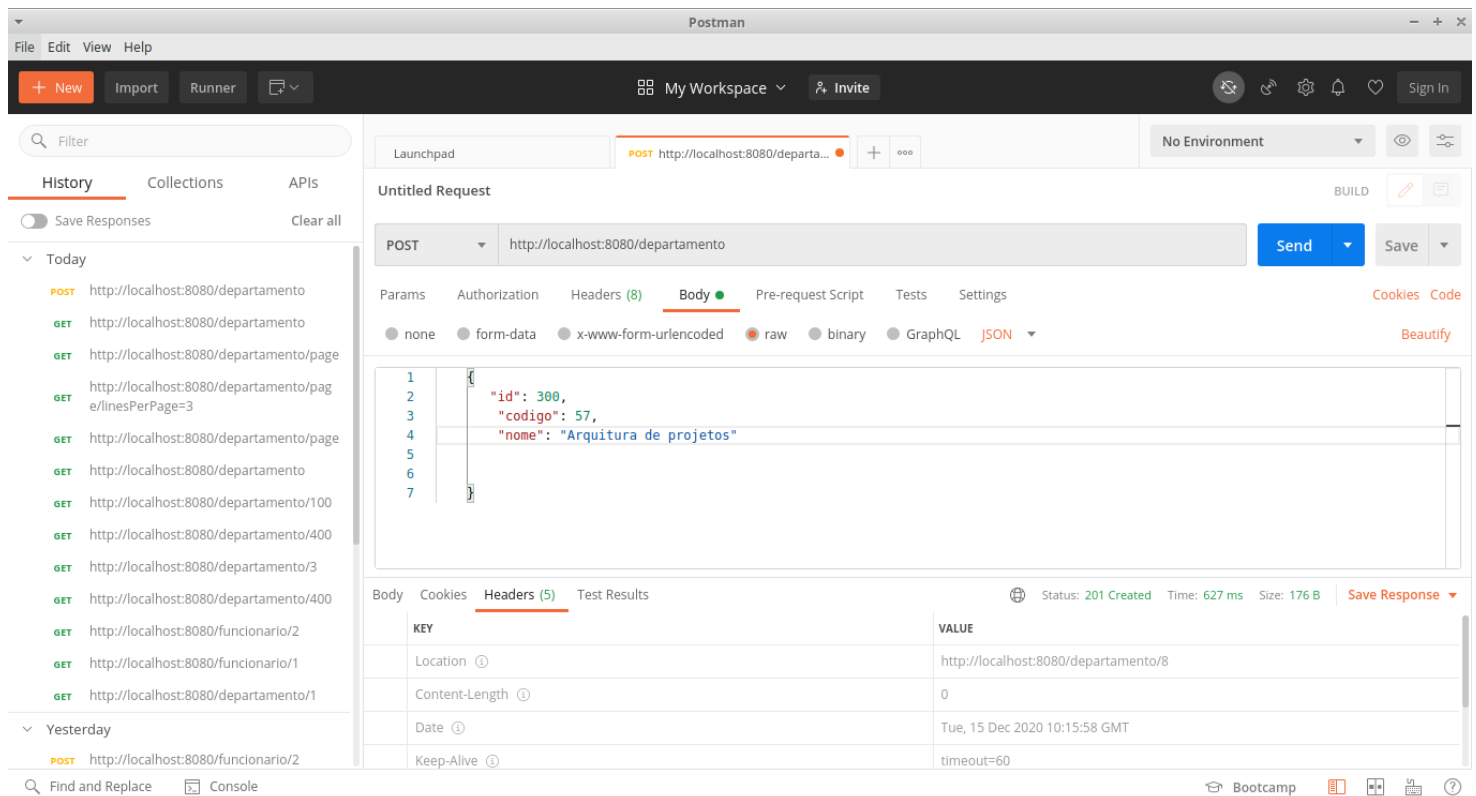 Postman
File Edit View Help
+ New Import Runner My Workspace Invite Sign In
Filter
History Collections APIs
Save Responses Clear all
Today
POST http://localhost:8080/departamento
GET http://localhost:8080/departamento
GET http://localhost:8080/departamento/page
GET http://localhost:8080/departamento/pag
e/linesPerPage=3
GET http://localhost:8080/departamento/page
GET http://localhost:8080/departamento
GET http://localhost:8080/departamento/100
GET http://localhost:8080/departamento/400
GET http://localhost:8080/departamento/3
GET http://localhost:8080/departamento/400
GET http://localhost:8080/funcionario/2
GET http://localhost:8080/funcionario/1
GET http://localhost:8080/departamento/1
Yesterday
POST http://localhost:8080/funcionario/2
Launchpad POST http://localhost:8080/departa... No Environment
Untitled Request BUILD
POST http://localhost:8080/departamento Send Save
Params Authorization Headers (8) Body Pre-request Script Tests Settings Cookies Code
none form-data x-www-form-urlencoded raw binary GraphQL JSON Beautify
1 {
2 "id": 300,
3 "codigo": 57,
4 "nome": "Arquitura de projetos"
5
6
7 }
Body Cookies Headers (5) Test Results Status: 201 Created Time: 627 ms Size: 176 B Save Response
KEY VALUE
Location http://localhost:8080/departamento/8
Content-Length 0
Date Tue, 15 Dec 2020 10:15:58 GMT
Keep-Alive timeout=60
Find and Replace Console Bootcamp